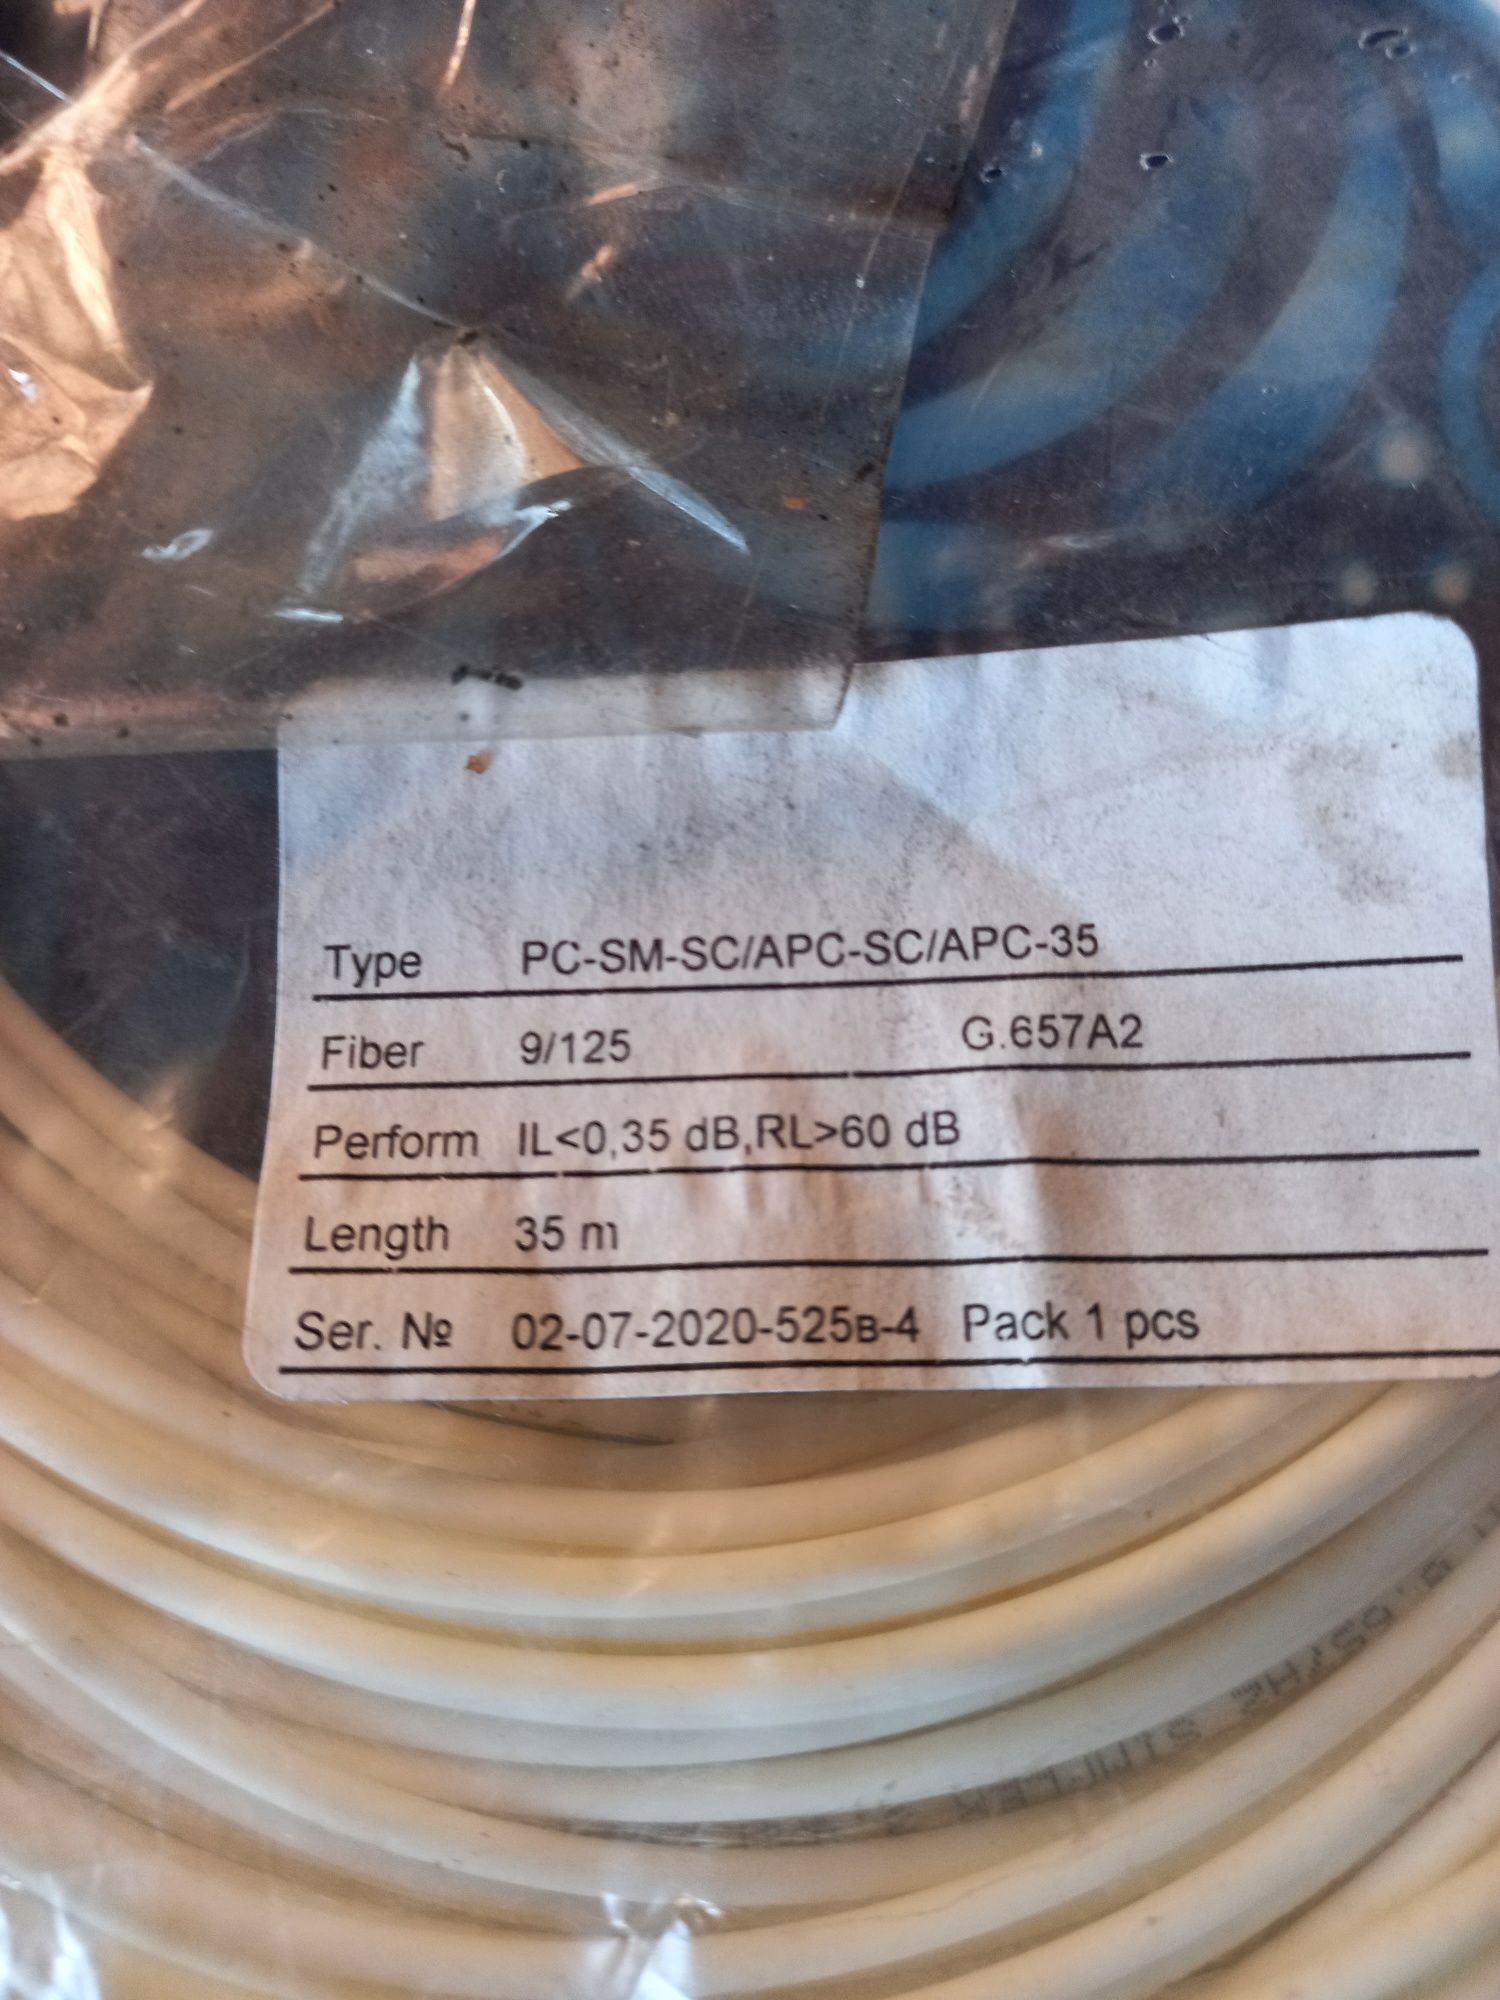 Type PC-SM-SC/APC-SC/APC-35
Fiber 9/125 G.657A2
Perform IL<0,35 dB,RL>60 dB
Length 35 m
Ser. № 02-07-2020-525в-4 Pack 1 pcs